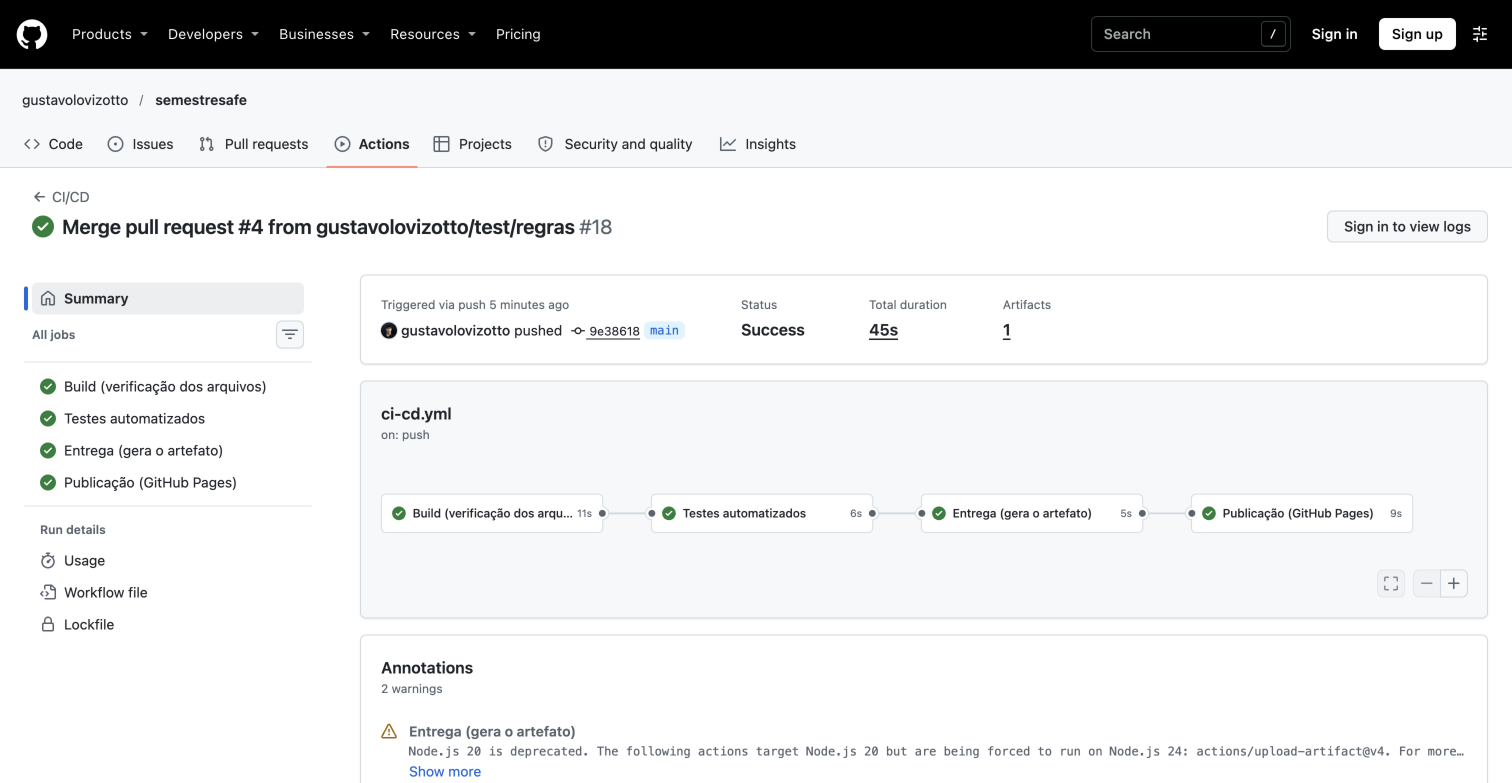 Products Developers Businesses Resources Pricing Search / Sign in Sign up
gustavolovizotto / semestresafe
Code Issues Pull requests Actions Projects Security and quality Insights
CI/CD
Merge pull request #4 from gustavolovizotto/test/regras #18
Sign in to view logs
Summary
All jobs
Build (verificação dos arquivos)
Testes automatizados
Entrega (gera o artefato)
Publicação (GitHub Pages)
Run details
Usage
Workflow file
Lockfile
Triggered via push 5 minutes ago
gustavolovizotto pushed 9e38618 main
Status
Success
Total duration
45s
Artifacts
1
ci-cd.yml
on: push
Build (verificação dos arqu... 11s
Testes automatizados 6s
Entrega (gera o artefato) 5s
Publicação (GitHub Pages) 9s
Annotations
2 warnings
Entrega (gera o artefato)
Node.js 20 is deprecated. The following actions target Node.js 20 but are being forced to run on Node.js 24: actions/upload-artifact@v4. For more…
Show more